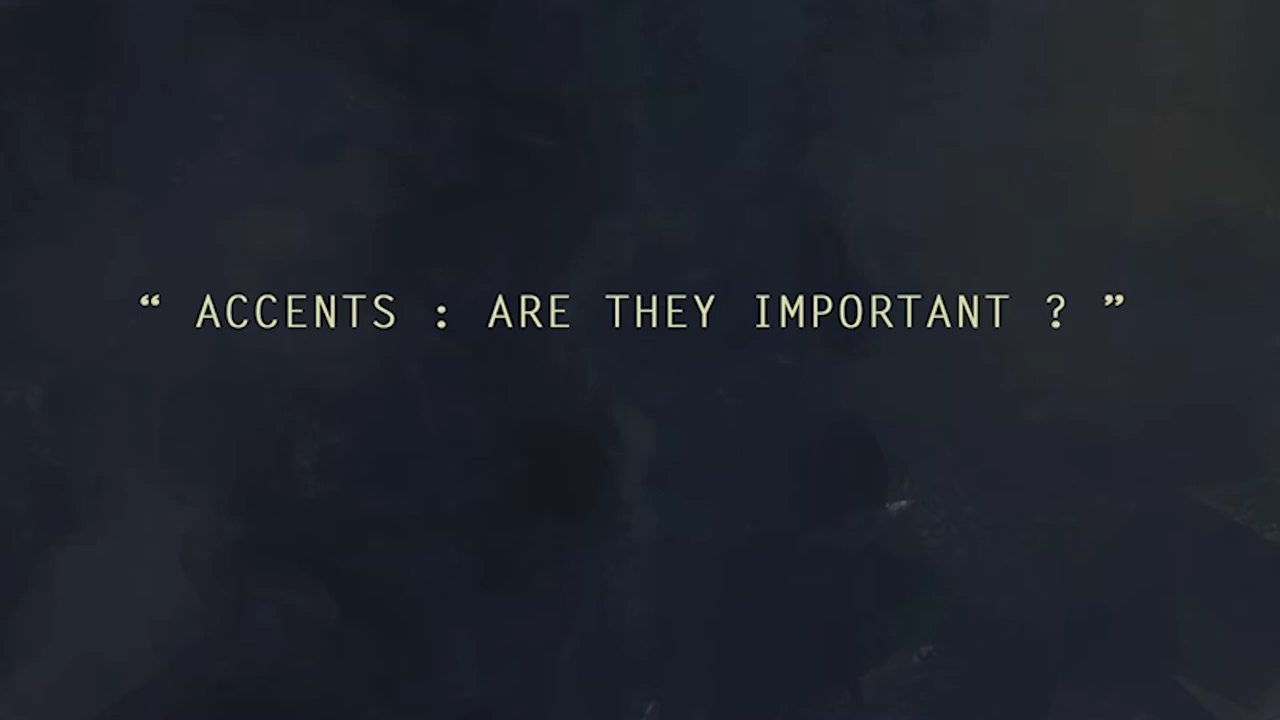 “ ACCENTS : ARE THEY IMPORTANT ? ”